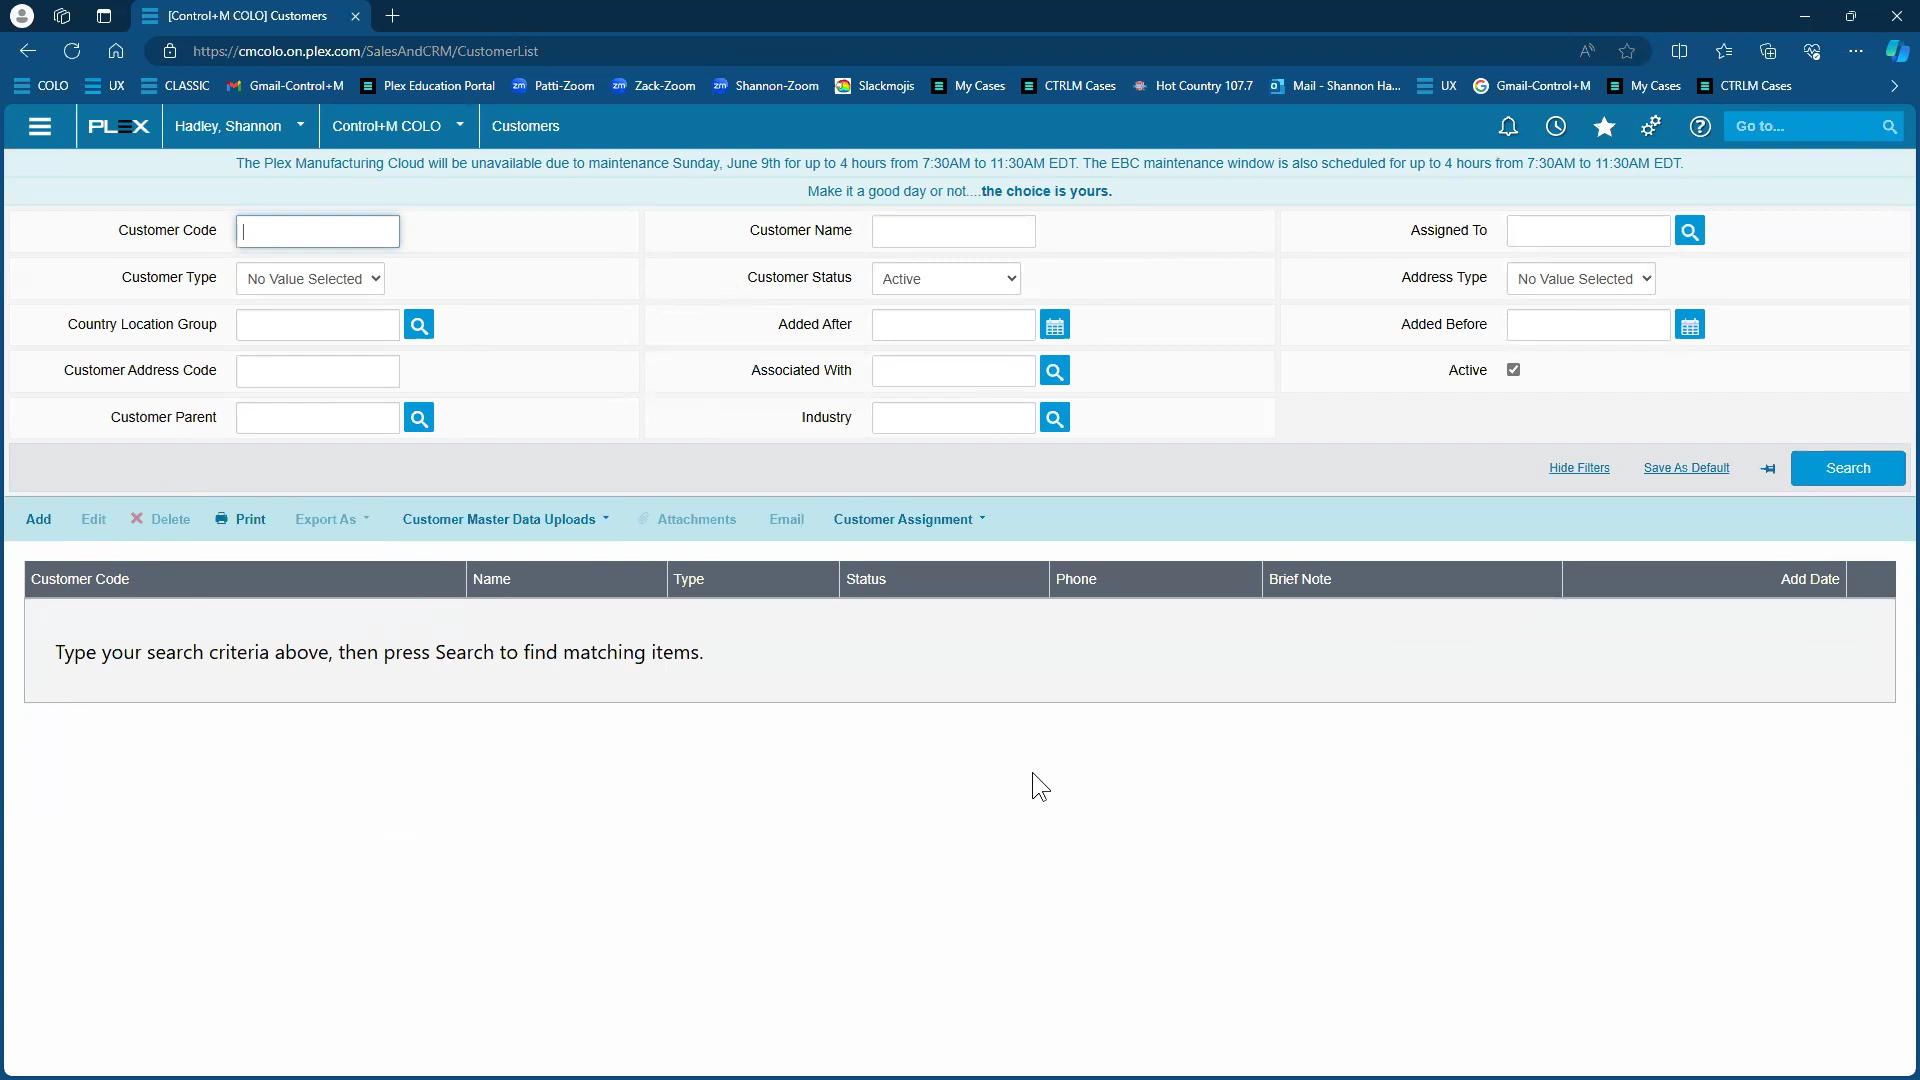 [Control+M COLO] Customers
https://cmcolo.on.plex.com/SalesAndCRM/CustomerList
COLO UX CLASSIC Gmail-Control+M Plex Education Portal Patti-Zoom Zack-Zoom Shannon-Zoom Slackmojis My Cases CTRLM Cases Hot Country 107.7 Mail - Shannon Ha... UX Gmail-Control+M My Cases CTRLM Cases
PLEX Hadley, Shannon Control+M COLO Customers Go to...
The Plex Manufacturing Cloud will be unavailable due to maintenance Sunday, June 9th for up to 4 hours from 7:30AM to 11:30AM EDT. The EBC maintenance window is also scheduled for up to 4 hours from 7:30AM to 11:30AM EDT.
Make it a good day or not....the choice is yours.
Customer Code Customer Name Assigned To
Customer Type No Value Selected Customer Status Active Address Type No Value Selected
Country Location Group Added After Added Before
Customer Address Code Associated With Active
Customer Parent Industry
Hide Filters Save As Default Search
Add Edit Delete Print Export As Customer Master Data Uploads Attachments Email Customer Assignment
Customer Code Name Type Status Phone Brief Note Add Date
Type your search criteria above, then press Search to find matching items.